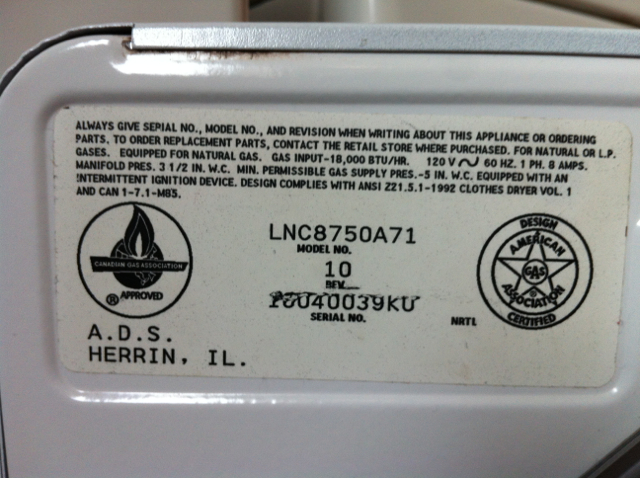 ALWAYS GIVE SERIAL NO., MODEL NO., AND REVISION WHEN WRITING ABOUT THIS APPLIANCE OR ORDERING
PARTS. TO ORDER REPLACEMENT PARTS, CONTACT THE RETAIL STORE WHERE PURCHASED. FOR NATURAL OR L.P.
GASES. EQUIPPED FOR NATURAL GAS. GAS INPUT-18,000 BTU/HR. 120 V ∿ 60 HZ. 1 PH. 8 AMPS.
MANIFOLD PRES. 3 1/2 IN. W.C. MIN. PERMISSIBLE GAS SUPPLY PRES.-5 IN. W.C. EQUIPPED WITH AN
INTERMITTENT IGNITION DEVICE. DESIGN COMPLIES WITH ANSI Z21.5.1-1992 CLOTHES DRYER VOL. 1
AND CAN 1-7.1-M85.
CANADIAN GAS ASSOCIATION
® APPROVED
LNC8750A71
MODEL NO.
10
REV.
SERIAL NO.
NRTL
DESIGN
AMERICAN
GAS
ASSOCIATION
CERTIFIED
A.D.S.
HERRIN, IL.